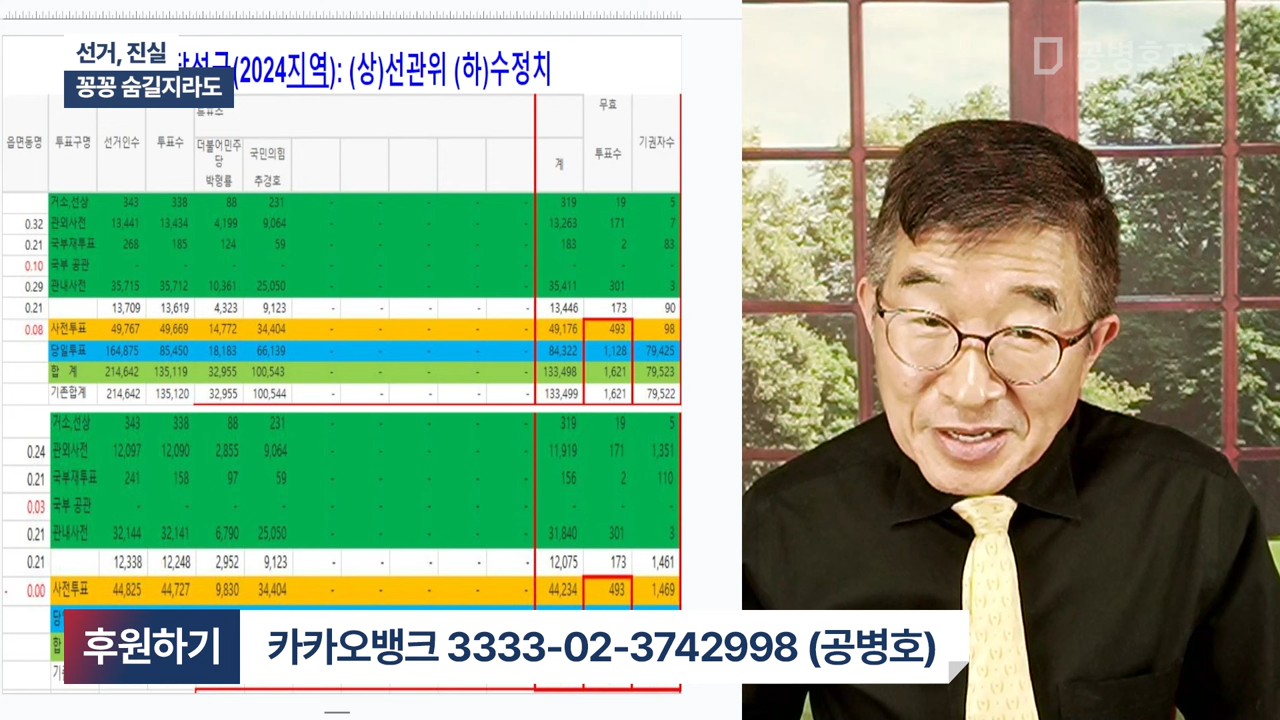 선거, 진실
꽁꽁 숨길지라도
(2024지역): (상)선관위 (하)수정치
공병호TV
읍면동명 투표구명 선거인수 투표수 더불어민주당 박형룡 국민의힘 추경호 계 무효 투표수 기권자수
거소,선상 343 338 88 231 - - - - - 319 19 5
0.32 관외사전 13,441 13,434 4,199 9,064 - - - - - 13,263 171 7
0.21 국부재투표 268 185 124 59 - - - - - 183 2 83
0.10 국부 공관 - - - - - - - - - - - -
0.29 관내사전 35,715 35,712 10,361 25,050 - - - - - 35,411 301 3
0.21 13,709 13,619 4,323 9,123 - - - - - 13,446 173 90
0.08 사전투표 49,767 49,669 14,772 34,404 - - - - - 49,176 493 98
당일투표 164,875 85,450 18,183 66,139 - - - - - 84,322 1,128 79,425
합 계 214,642 135,119 32,955 100,543 - - - - - 133,498 1,621 79,523
기존합계 214,642 135,120 32,955 100,544 - - - - - 133,499 1,621 79,522
거소,선상 343 338 88 231 - - - - - 319 19 5
0.24 관외사전 12,097 12,090 2,855 9,064 - - - - - 11,919 171 1,351
0.21 국부재투표 241 158 97 59 - - - - - 156 2 110
0.03 국부 공관 - - - - - - - - - - - -
0.21 관내사전 32,144 32,141 6,790 25,050 - - - - - 31,840 301 3
0.21 12,338 12,248 2,952 9,123 - - - - - 12,075 173 1,461
- 0.00 사전투표 44,825 44,727 9,830 34,404 - - - - - 44,234 493 1,469
후원하기 카카오뱅크 3333-02-3742998 (공병호)